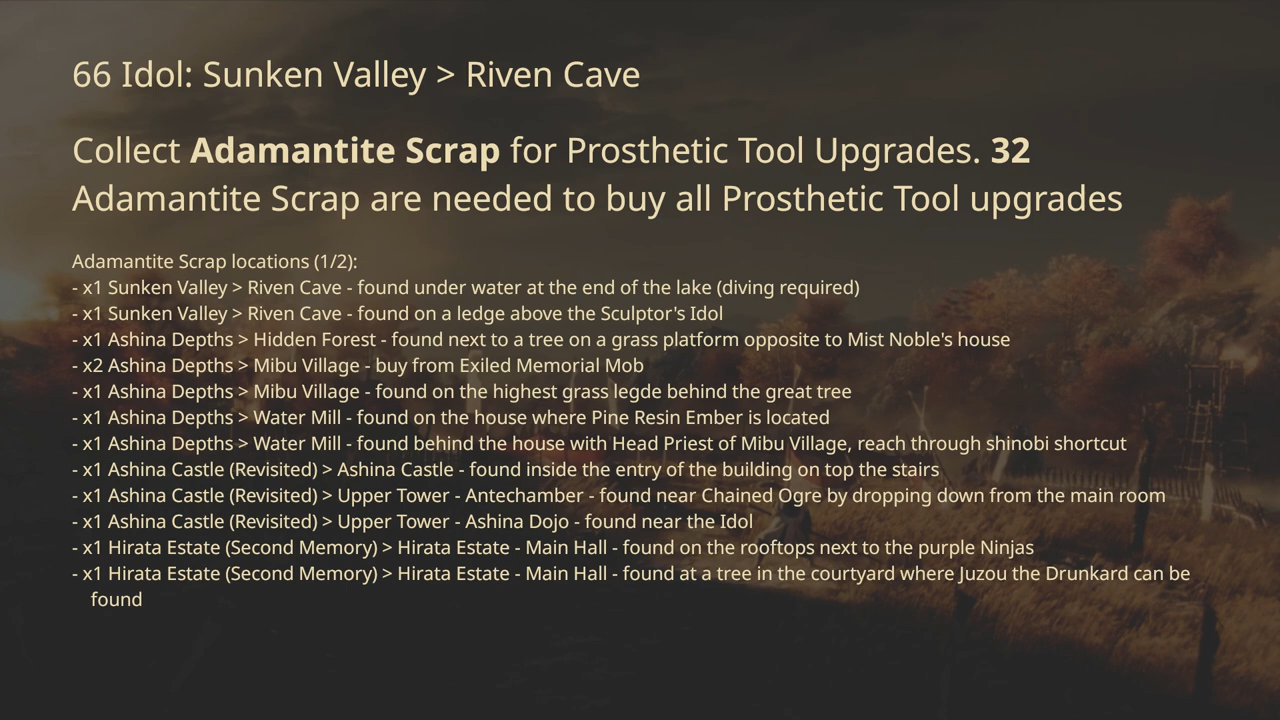 66 Idol: Sunken Valley > Riven Cave
Collect Adamantite Scrap for Prosthetic Tool Upgrades. 32
Adamantite Scrap are needed to buy all Prosthetic Tool upgrades
Adamantite Scrap locations (1/2):
- x1 Sunken Valley > Riven Cave - found under water at the end of the lake (diving required)
- x1 Sunken Valley > Riven Cave - found on a ledge above the Sculptor's Idol
- x1 Ashina Depths > Hidden Forest - found next to a tree on a grass platform opposite to Mist Noble's house
- x2 Ashina Depths > Mibu Village - buy from Exiled Memorial Mob
- x1 Ashina Depths > Mibu Village - found on the highest grass legde behind the great tree
- x1 Ashina Depths > Water Mill - found on the house where Pine Resin Ember is located
- x1 Ashina Depths > Water Mill - found behind the house with Head Priest of Mibu Village, reach through shinobi shortcut
- x1 Ashina Castle (Revisited) > Ashina Castle - found inside the entry of the building on top the stairs
- x1 Ashina Castle (Revisited) > Upper Tower - Antechamber - found near Chained Ogre by dropping down from the main room
- x1 Ashina Castle (Revisited) > Upper Tower - Ashina Dojo - found near the Idol
- x1 Hirata Estate (Second Memory) > Hirata Estate - Main Hall - found on the rooftops next to the purple Ninjas
- x1 Hirata Estate (Second Memory) > Hirata Estate - Main Hall - found at a tree in the courtyard where Juzou the Drunkard can be
found